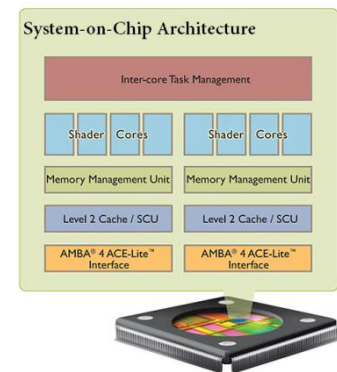 System-on-Chip Architecture
Inter-core Task Management
Shader Cores
Shader Cores
Memory Management Unit
Memory Management Unit
Level 2 Cache / SCU
Level 2 Cache / SCU
AMBA® 4 ACE-Lite™
Interface
AMBA® 4 ACE-Lite™
Interface